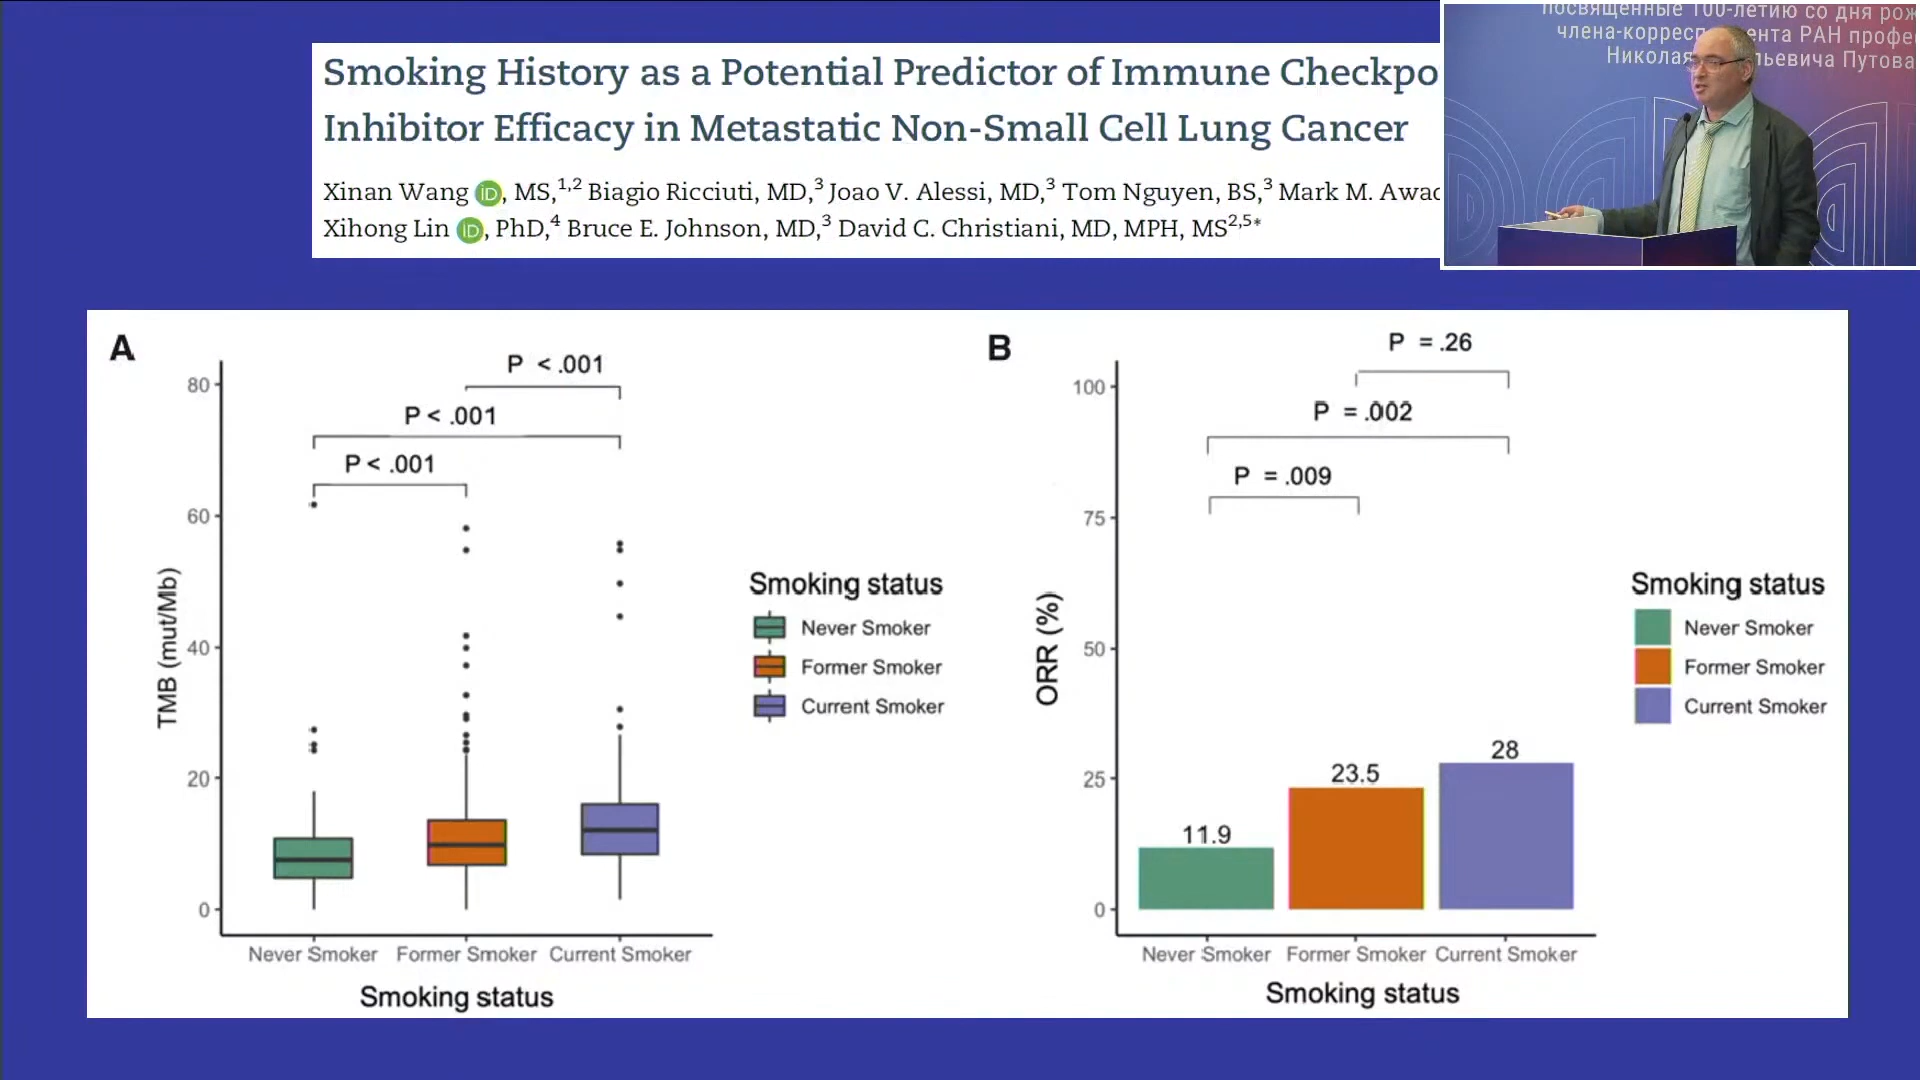 Smoking History as a Potential Predictor of Immune Checkpo
Inhibitor Efficacy in Metastatic Non-Small Cell Lung Cancer
Xinan Wang iD, MS,1,2 Biagio Ricciuti, MD,3 Joao V. Alessi, MD,3 Tom Nguyen, BS,3 Mark M. Awad
Xihong Lin iD, PhD,4 Bruce E. Johnson, MD,3 David C. Christiani, MD, MPH, MS2,5*
посвященные 100-летию со дня рож
члена-корресп ента РАН профе
Никола льевича Путова
A
P < .001
P < .001
P < .001
80
60
40
20
0
TMB (mut/Mb)
Never Smoker Former Smoker Current Smoker
Smoking status
Smoking status
Never Smoker
Former Smoker
Current Smoker
B
P = .26
P = .002
P = .009
100
75
50
25
0
ORR (%)
11.9
23.5
28
Never Smoker Former Smoker Current Smoker
Smoking status
Smoking status
Never Smoker
Former Smoker
Current Smoker